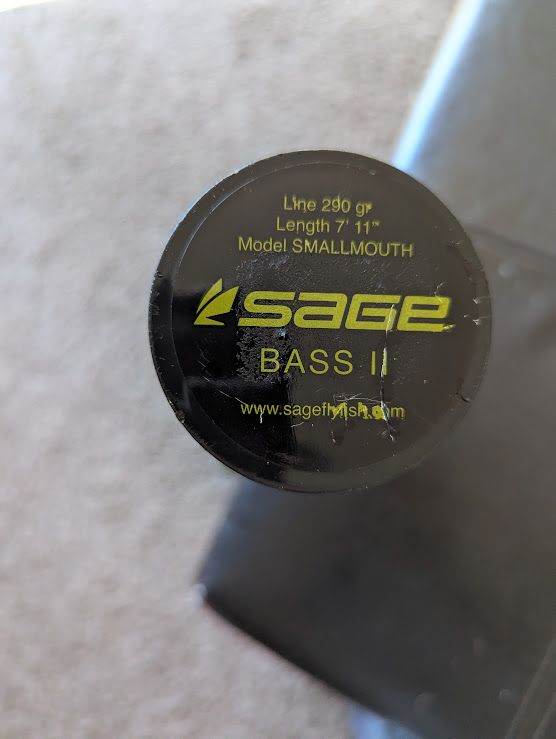 Line 290 gr
Length 7' 11"
Model SMALLMOUTH
sage
BASS II
www.sageflyfish.com